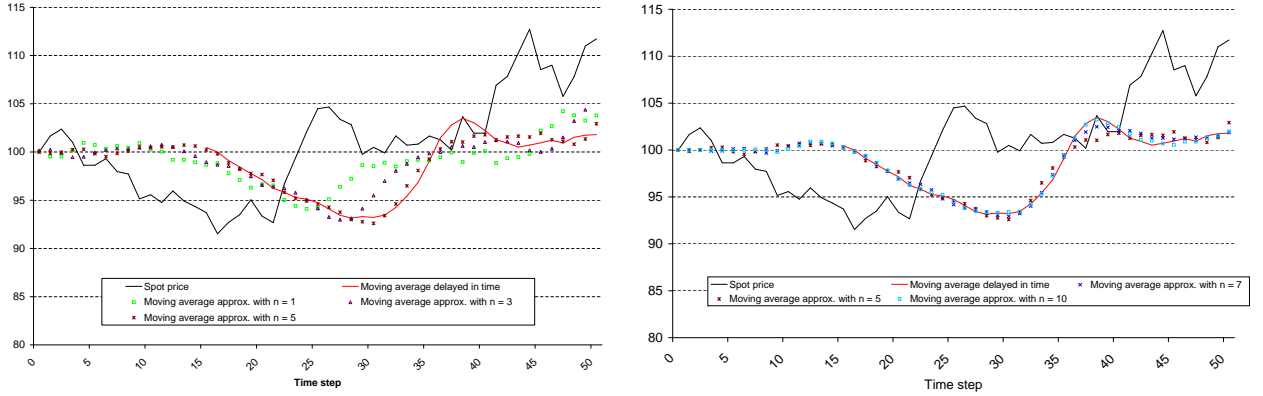 115
110
105
100
95
90
85
80
Spot price
Moving average delayed in time
Moving average approx. with n = 1
Moving average approx. with n = 3
Moving average approx. with n = 5
0 5 10 15 20 25 30 35 40 45 50
Time step
115
110
105
100
95
90
85
80
Spot price
Moving average delayed in time
Moving average approx. with n = 7
Moving average approx. with n = 5
Moving average approx. with n = 10
0 5 10 15 20 25 30 35 40 45 50
Time step